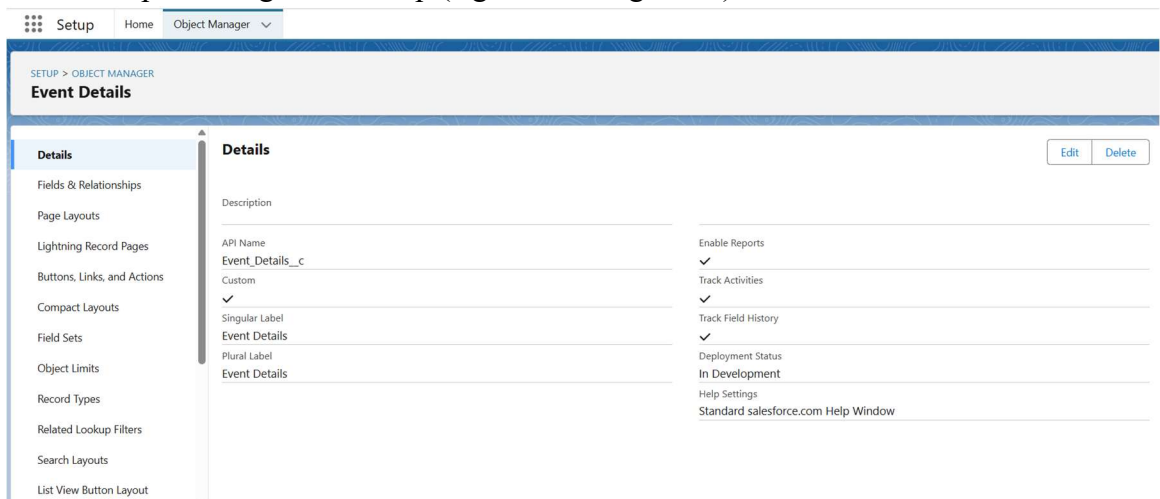 Setup Home Object Manager
SETUP > OBJECT MANAGER
Event Details
Details
Fields & Relationships
Page Layouts
Lightning Record Pages
Buttons, Links, and Actions
Compact Layouts
Field Sets
Object Limits
Record Types
Related Lookup Filters
Search Layouts
List View Button Layout
Details
Edit Delete
Description
API Name
Event_Details__c
Custom
Singular Label
Event Details
Plural Label
Event Details
Enable Reports
Track Activities
Track Field History
Deployment Status
In Development
Help Settings
Standard salesforce.com Help Window